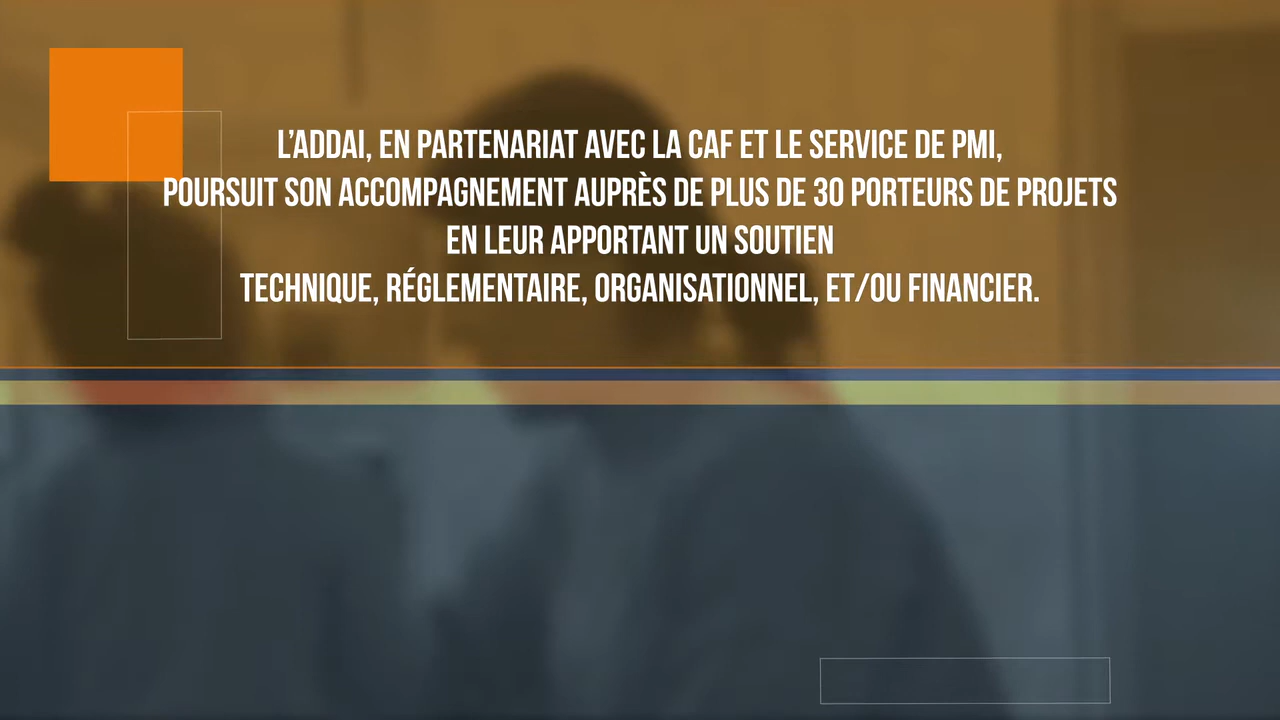 L'ADDAI, EN PARTENARIAT AVEC LA CAF ET LE SERVICE DE PMI,
POURSUIT SON ACCOMPAGNEMENT AUPRÈS DE PLUS DE 30 PORTEURS DE PROJETS
EN LEUR APPORTANT UN SOUTIEN
TECHNIQUE, RÉGLEMENTAIRE, ORGANISATIONNEL, ET/OU FINANCIER.